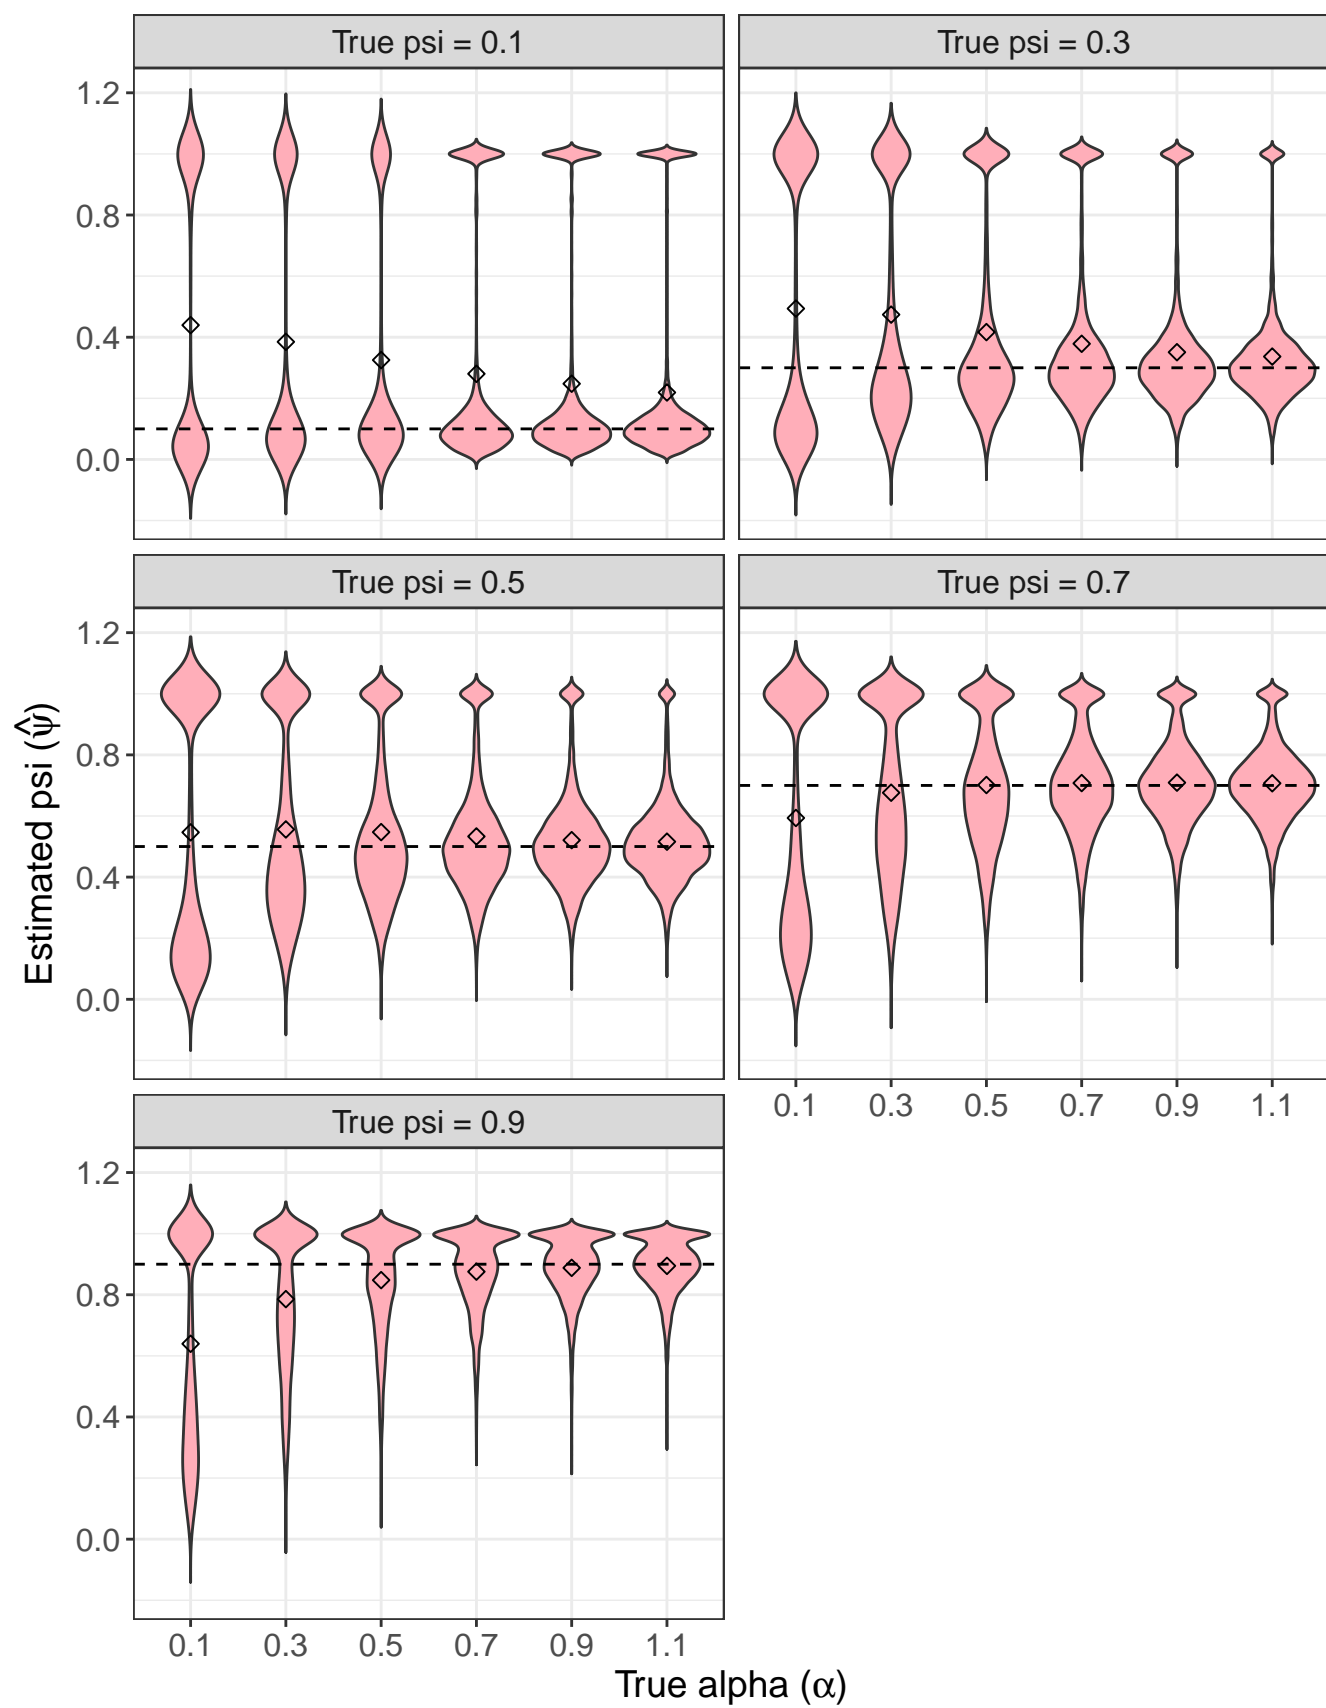 True psi = 0.1
True psi = 0.3
1.2
0.8
0.4
0.0
True psi = 0.5
True psi = 0.7
1.2
0.8
0.4
0.0
0.1 0.3 0.5 0.7 0.9 1.1
True psi = 0.9
1.2
0.8
0.4
0.0
0.1 0.3 0.5 0.7 0.9 1.1
Estimated psi (ψ̂)
True alpha (α)